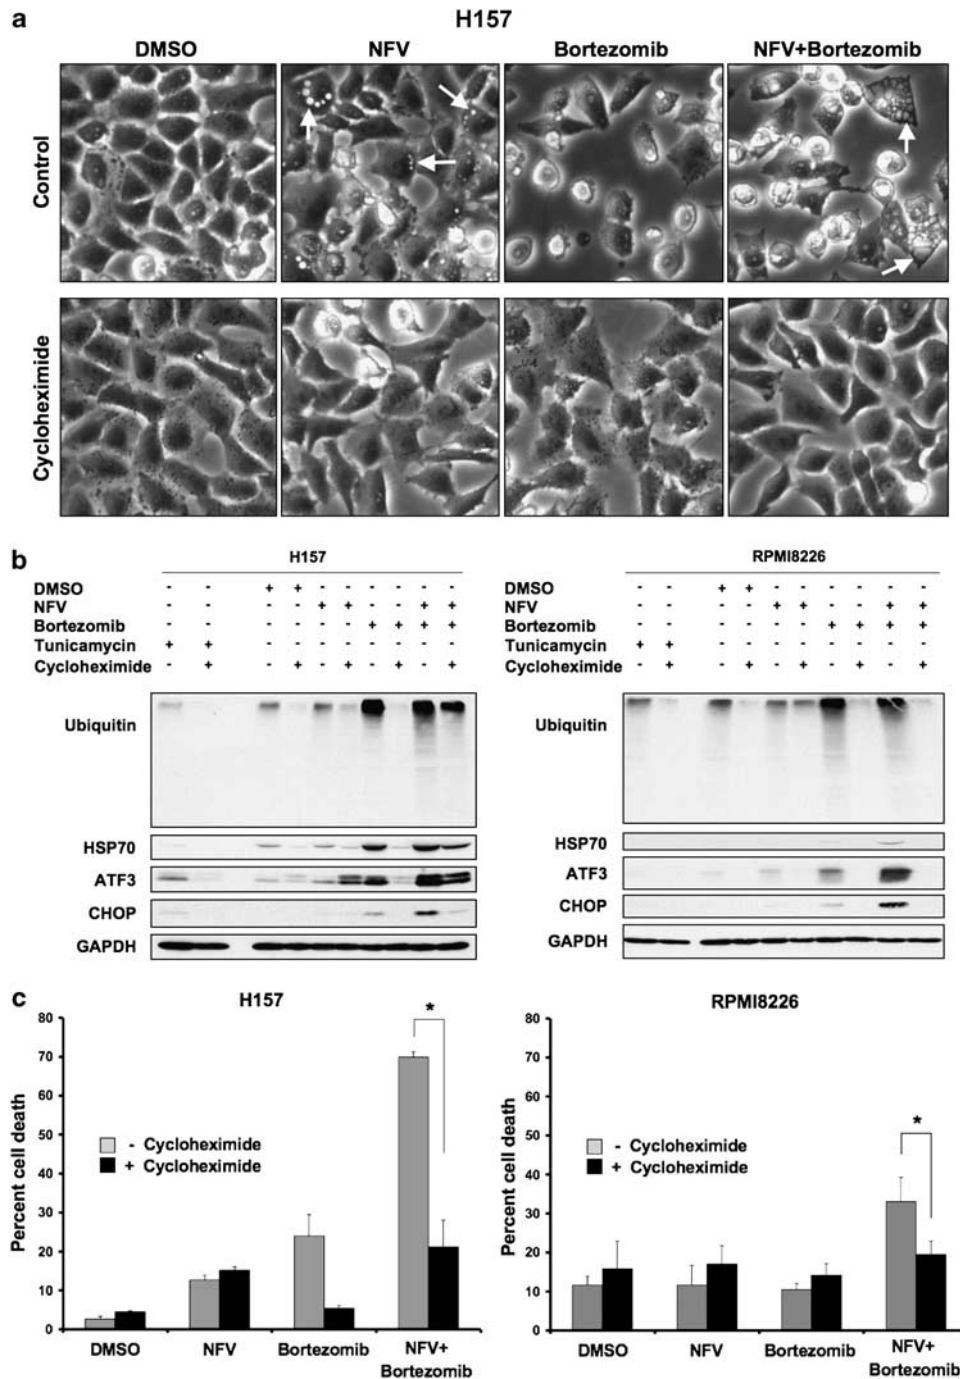 a
H157
DMSO NFV Bortezomib NFV+Bortezomib
Control
Cycloheximide
b
H157
DMSO - - + + - - - - - -
NFV - - - - + + - - + +
Bortezomib - - - - - - + + + +
Tunicamycin + + - - - - - - - -
Cycloheximide - + - + - + - + - +
Ubiquitin
HSP70
ATF3
CHOP
GAPDH
RPMI8226
DMSO - - + + - - - - - -
NFV - - - - + + - - + +
Bortezomib - - - - - - + + + +
Tunicamycin + + - - - - - - - -
Cycloheximide - + - + - + - + - +
Ubiquitin
HSP70
ATF3
CHOP
GAPDH
c
H157
Percent cell death
80
70
60
50
40
30
20
10
0
*
- Cycloheximide
+ Cycloheximide
DMSO NFV Bortezomib NFV+
Bortezomib
RPMI8226
Percent cell death
80
70
60
50
40
30
20
10
0
*
- Cycloheximide
+ Cycloheximide
DMSO NFV Bortezomib NFV+
Bortezomib